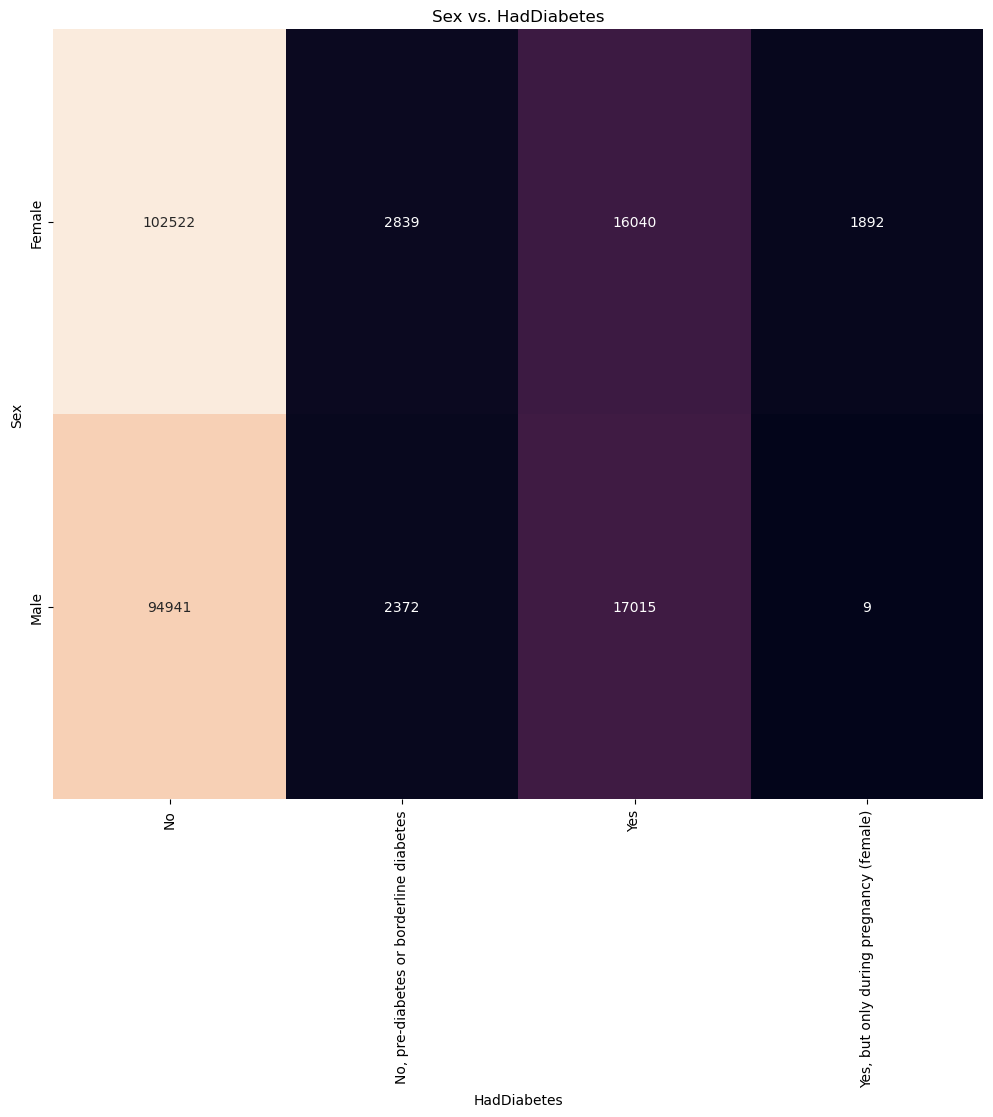 Sex vs. HadDiabetes
Sex
Female
102522 2839 16040 1892
Male
94941 2372 17015 9
No
No, pre-diabetes or borderline diabetes
Yes
Yes, but only during pregnancy (female)
HadDiabetes